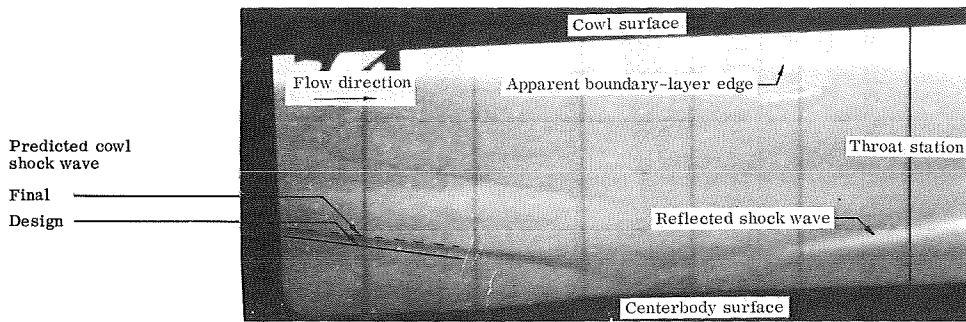 Cowl surface
Flow direction
Apparent boundary-layer edge
Predicted cowl
shock wave
Throat station
Final
Design
Reflected shock wave
Centerbody surface